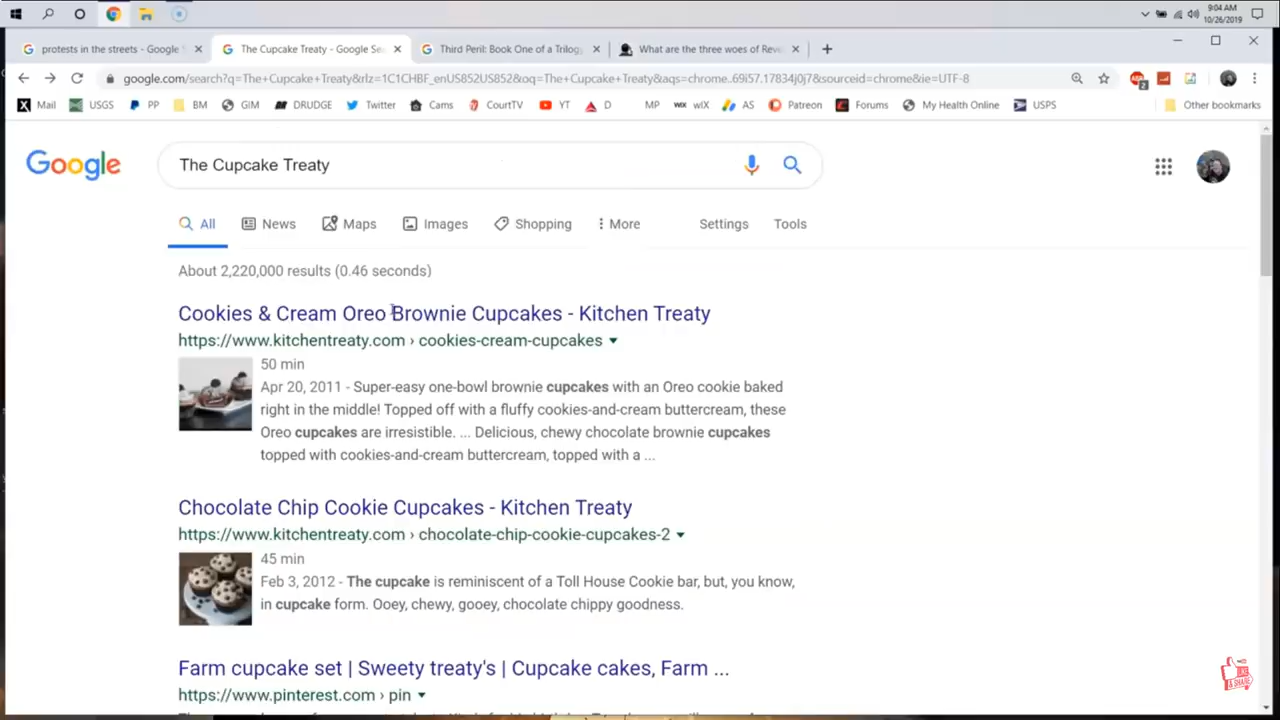 9:04 AM
10/26/2019
protests in the streets - Google
The Cupcake Treaty - Google Sea
Third Peril: Book One of a Trilogy
What are the three woes of Reve
google.com/search?q=The+Cupcake+Treaty&rlz=1C1CHBF_enUS852US852&oq=The+Cupcake+Treaty&aqs=chrome..69i57.17834j0j7&sourceid=chrome&ie=UTF-8
2
Mail USGS PP BM GIM DRUDGE Twitter Cams CourtTV YT D MP wiX AS Patreon Forums My Health Online USPS Other bookmarks
Google
The Cupcake Treaty
All News Maps Images Shopping More Settings Tools
About 2,220,000 results (0.46 seconds)
Cookies & Cream Oreo Brownie Cupcakes - Kitchen Treaty
https://www.kitchentreaty.com › cookies-cream-cupcakes
50 min
Apr 20, 2011 - Super-easy one-bowl brownie cupcakes with an Oreo cookie baked
right in the middle! Topped off with a fluffy cookies-and-cream buttercream, these
Oreo cupcakes are irresistible. ... Delicious, chewy chocolate brownie cupcakes
topped with cookies-and-cream buttercream, topped with a ...
Chocolate Chip Cookie Cupcakes - Kitchen Treaty
https://www.kitchentreaty.com › chocolate-chip-cookie-cupcakes-2
45 min
Feb 3, 2012 - The cupcake is reminiscent of a Toll House Cookie bar, but, you know,
in cupcake form. Ooey, chewy, gooey, chocolate chippy goodness.
Farm cupcake set | Sweety treaty's | Cupcake cakes, Farm ...
https://www.pinterest.com › pin
LIKE
& SHARE